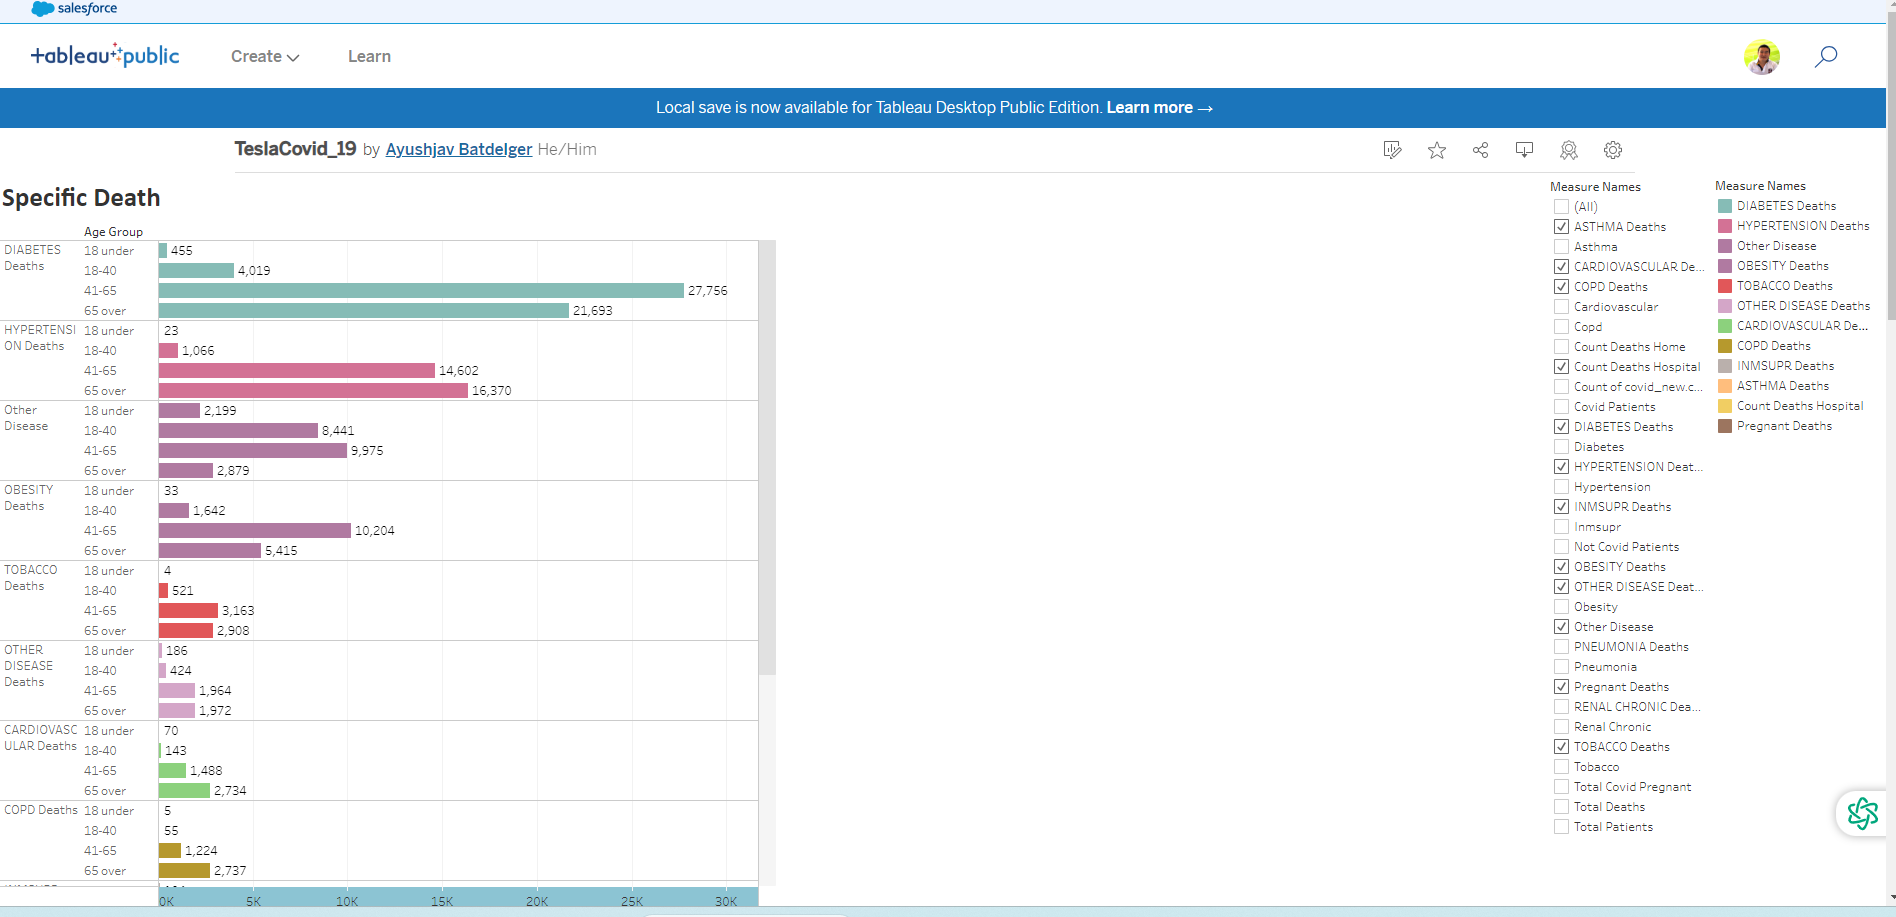 salesforce
tableau public
Create
Learn
Local save is now available for Tableau Desktop Public Edition. Learn more →
TeslaCovid_19 by Ayushjav Batdelger He/Him
Specific Death
Age Group
DIABETES Deaths
18 under 455
18-40 4,019
41-65 27,756
65 over 21,693
HYPERTENSI
ON Deaths
18 under 23
18-40 1,066
41-65 14,602
65 over 16,370
Other
Disease
18 under 2,199
18-40 8,441
41-65 9,975
65 over 2,879
OBESITY
Deaths
18 under 33
18-40 1,642
41-65 10,204
65 over 5,415
TOBACCO
Deaths
18 under 4
18-40 521
41-65 3,163
65 over 2,908
OTHER
DISEASE
Deaths
18 under 186
18-40 424
41-65 1,964
65 over 1,972
CARDIOVASC
ULAR Deaths
18 under 70
18-40 143
41-65 1,488
65 over 2,734
COPD Deaths
18 under 5
18-40 55
41-65 1,224
65 over 2,737
0K 5K 10K 15K 20K 25K 30K
Measure Names
(All)
ASTHMA Deaths
Asthma
CARDIOVASCULAR De...
COPD Deaths
Cardiovascular
Copd
Count Deaths Home
Count Deaths Hospital
Count of covid_new.c...
Covid Patients
DIABETES Deaths
Diabetes
HYPERTENSION Deat...
Hypertension
INMSUPR Deaths
Inmsupr
Not Covid Patients
OBESITY Deaths
OTHER DISEASE Deat...
Obesity
Other Disease
PNEUMONIA Deaths
Pneumonia
Pregnant Deaths
RENAL CHRONIC Dea...
Renal Chronic
TOBACCO Deaths
Tobacco
Total Covid Pregnant
Total Deaths
Total Patients
Measure Names
DIABETES Deaths
HYPERTENSION Deaths
Other Disease
OBESITY Deaths
TOBACCO Deaths
OTHER DISEASE Deaths
CARDIOVASCULAR De...
COPD Deaths
INMSUPR Deaths
ASTHMA Deaths
Count Deaths Hospital
Pregnant Deaths